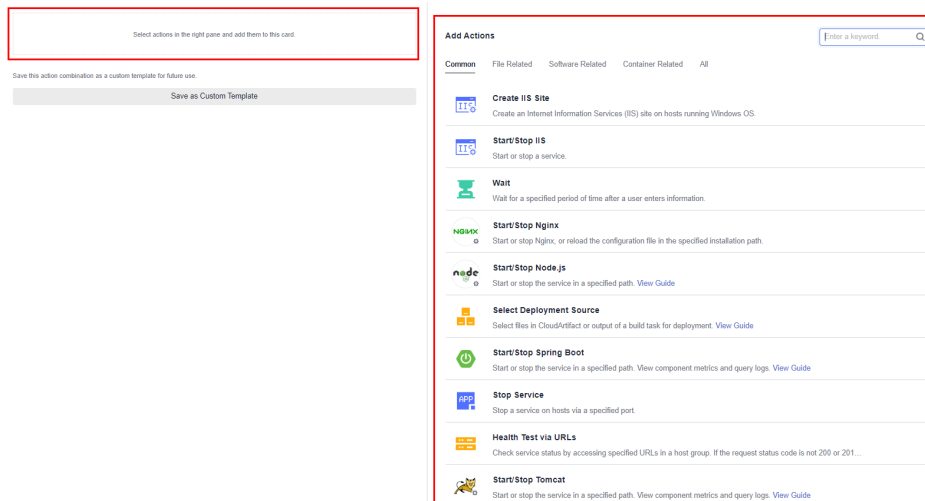 Select actions in the right pane and add them to this card.
Save this action combination as a custom template for future use.
Save as Custom Template
Add Actions
Enter a keyword.
Common File Related Software Related Container Related All
IIS
Create IIS Site
Create an Internet Information Services (IIS) site on hosts running Windows OS.
IIS
Start/Stop IIS
Start or stop a service.
Wait
Wait for a specified period of time after a user enters information.
NGINX
Start/Stop Nginx
Start or stop Nginx, or reload the configuration file in the specified installation path.
node
Start/Stop Node.js
Start or stop the service in a specified path. View Guide
Select Deployment Source
Select files in CloudArtifact or output of a build task for deployment. View Guide
Start/Stop Spring Boot
Start or stop the service in a specified path. View component metrics and query logs. View Guide
APP
Stop Service
Stop a service on hosts via a specified port.
Health Test via URLs
Check service status by accessing specified URLs in a host group. If the request status code is not 200 or 201...
Start/Stop Tomcat
Start or stop the service in a specified path. View component metrics and query logs. View Guide